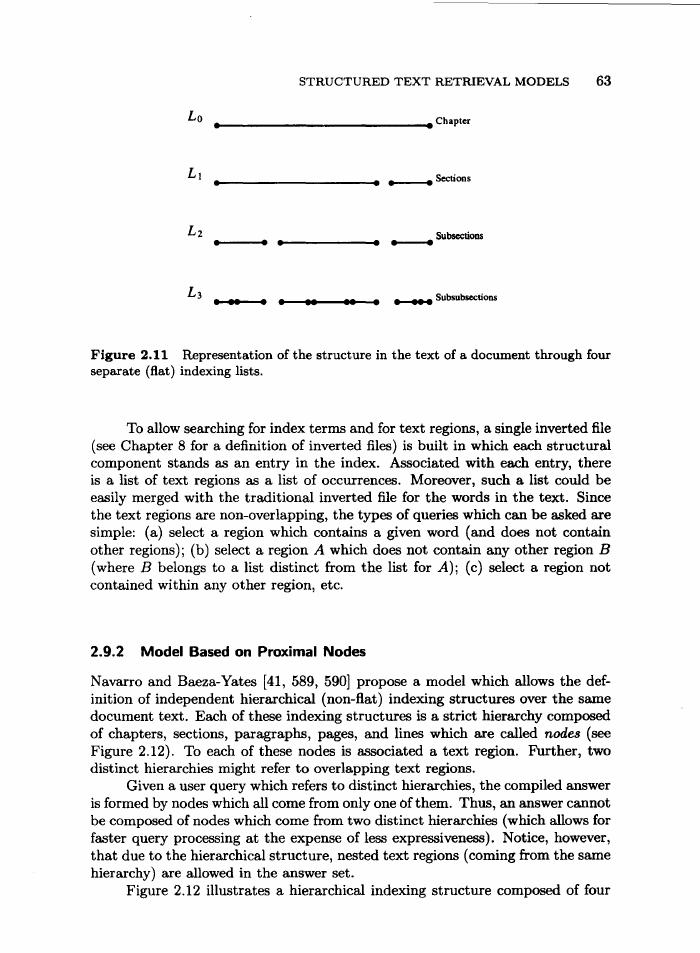 STRUCTURED TEXT RETRIEVAL MODELS 63
L0 Chapter
L1 Sections
L2 Subsections
L3 Subsubsections
Figure 2.11 Representation of the structure in the text of a document through four
separate (flat) indexing lists.
To allow searching for index terms and for text regions, a single inverted file
(see Chapter 8 for a definition of inverted files) is built in which each structural
component stands as an entry in the index. Associated with each entry, there
is a list of text regions as a list of occurrences. Moreover, such a list could be
easily merged with the traditional inverted file for the words in the text. Since
the text regions are non-overlapping, the types of queries which can be asked are
simple: (a) select a region which contains a given word (and does not contain
other regions); (b) select a region A which does not contain any other region B
(where B belongs to a list distinct from the list for A); (c) select a region not
contained within any other region, etc.
2.9.2 Model Based on Proximal Nodes
Navarro and Baeza-Yates [41, 589, 590] propose a model which allows the def-
inition of independent hierarchical (non-flat) indexing structures over the same
document text. Each of these indexing structures is a strict hierarchy composed
of chapters, sections, paragraphs, pages, and lines which are called nodes (see
Figure 2.12). To each of these nodes is associated a text region. Further, two
distinct hierarchies might refer to overlapping text regions.
Given a user query which refers to distinct hierarchies, the compiled answer
is formed by nodes which all come from only one of them. Thus, an answer cannot
be composed of nodes which come from two distinct hierarchies (which allows for
faster query processing at the expense of less expressiveness). Notice, however,
that due to the hierarchical structure, nested text regions (coming from the same
hierarchy) are allowed in the answer set.
Figure 2.12 illustrates a hierarchical indexing structure composed of four